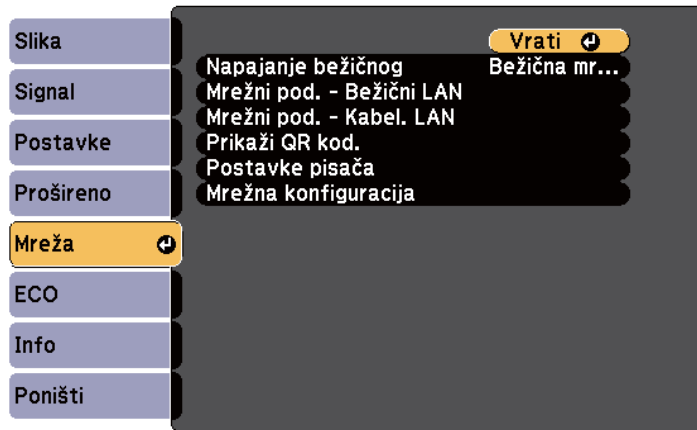 Slika
Signal
Postavke
Prošireno
Mreža
ECO
Info
Poništi
Vrati
Napajanje bežičnog Bežična mr...
Mrežni pod. - Bežični LAN
Mrežni pod. - Kabel. LAN
Prikaži QR kod.
Postavke pisača
Mrežna konfiguracija